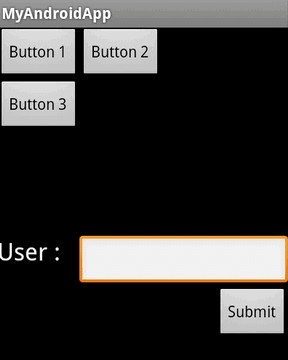 MyAndroidApp
Button 1 Button 2
Button 3
User :
Submit